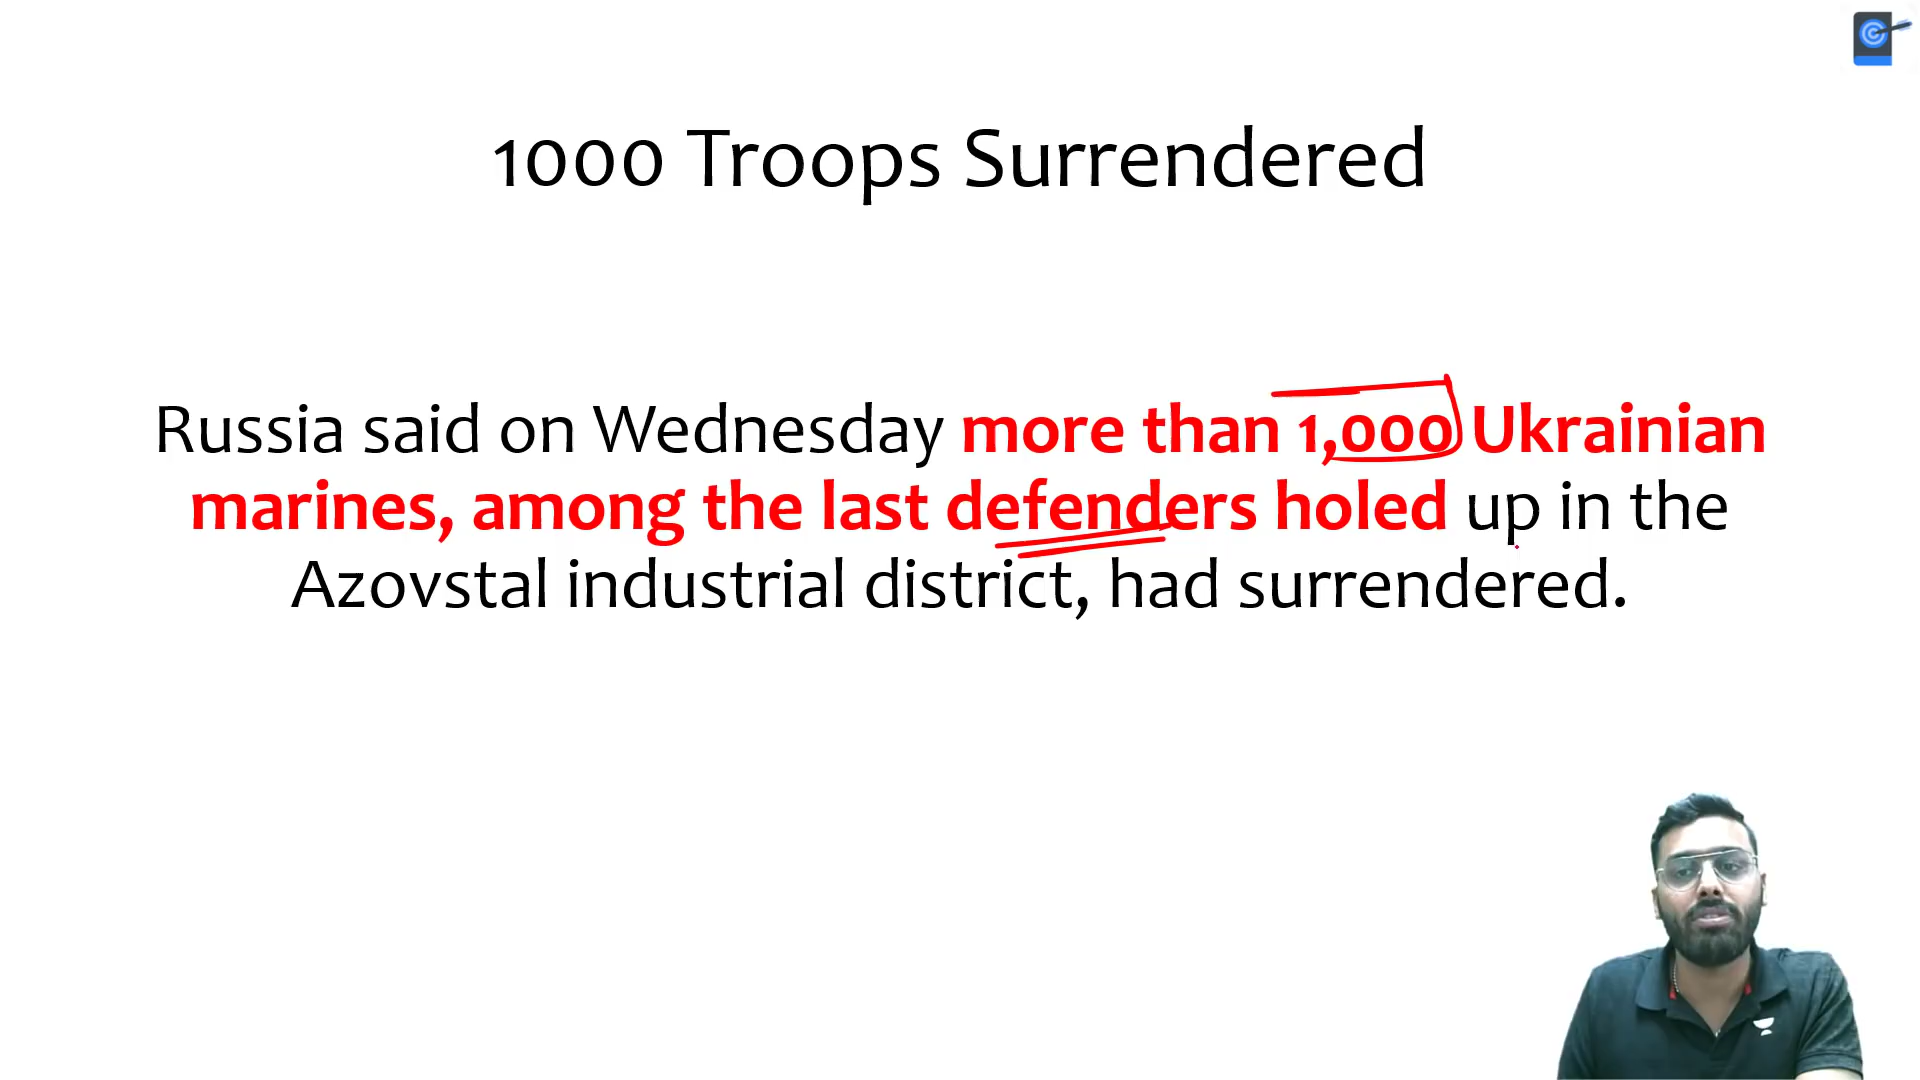 1000 Troops Surrendered
Russia said on Wednesday more than 1,000 Ukrainian
marines, among the last defenders holed up in the
Azovstal industrial district, had surrendered.